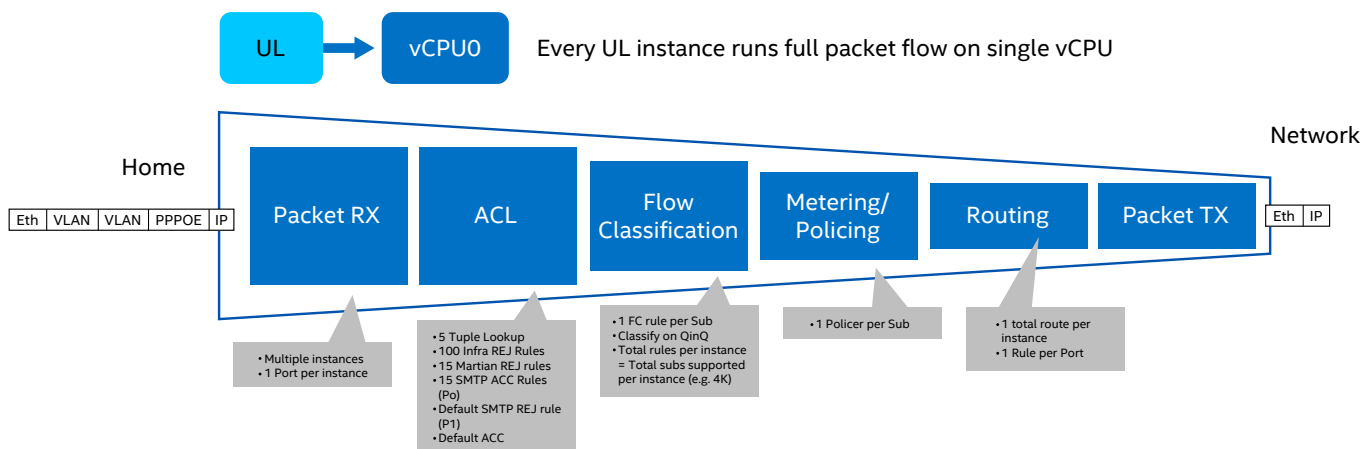 UL
vCPU0
Every UL instance runs full packet flow on single vCPU
Home
Network
Eth VLAN VLAN PPPOE IP
Packet RX
ACL
Flow
Classification
Metering/
Policing
Routing
Packet TX
Eth IP
•Multiple instances
•1 Port per instance
•5 Tuple Lookup
•100 Infra REJ Rules
•15 Martian REJ rules
•15 SMTP ACC Rules
(Po)
•Default SMTP REJ rule
(P1)
•Default ACC
•1 FC rule per Sub
•Classify on QinQ
•Total rules per instance
= Total subs supported
per instance (e.g. 4K)
•1 Policer per Sub
•1 total route per
instance
•1 Rule per Port